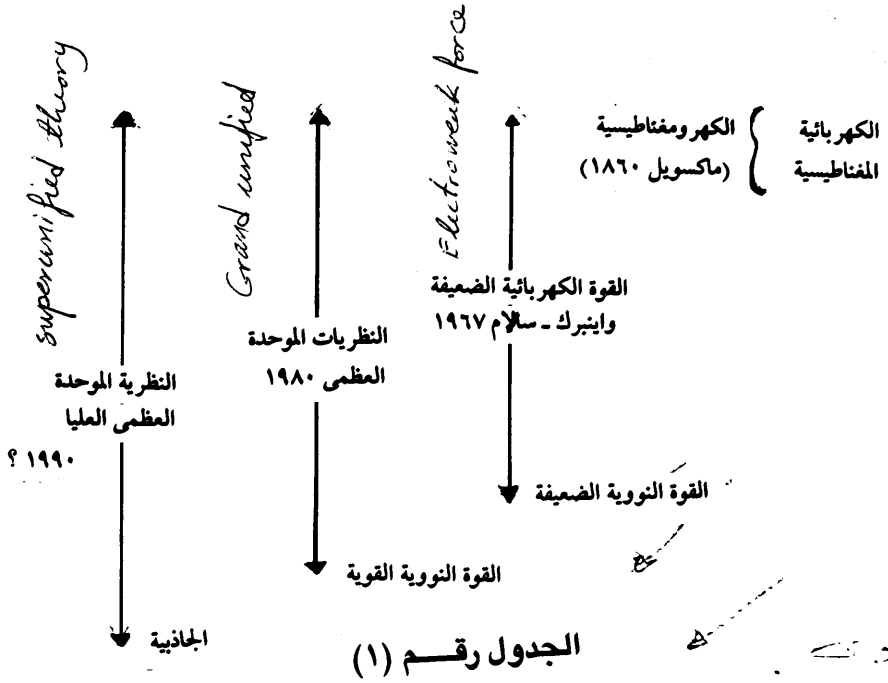 superunified theory
Grand unified
Electroweak force
الكهربائية
المغناطيسية
الكهرومغناطيسية
(ماكسويل ١٨٦٠)
القوة الكهربائية الضعيفة
واينبرك - سلام ١٩٦٧
النظريات الموحدة
العظمى ١٩٨٠
النظرية الموحدة
العظمى العليا
١٩٩٠ ؟
القوة النووية الضعيفة
القوة النووية القوية
الجاذبية
الجدول رقم (١)